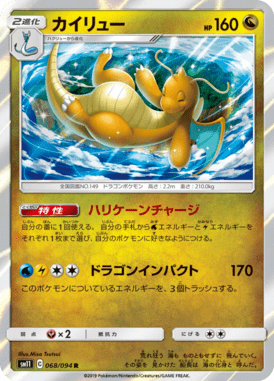 2進化 カイリュー HP160
ハクリューから進化
全国図鑑NO.149 ドラゴンポケモン 高さ：2.2m 重さ：210.0kg
特性 ハリケーンチャージ
自分の番に1回使える。自分の手札から エネルギーと エネルギーを
それぞれ1枚まで選び、自分のポケモンに好きなようにつける。
ドラゴンインパクト 170
このポケモンについているエネルギーを、3個トラッシュする。
弱点 ×2 抵抗力 にげる
Illus. Misa Tsutsui
sm11 C 068/094 R
©2019 Pokémon/Nintendo/Creatures/GAME FREAK.